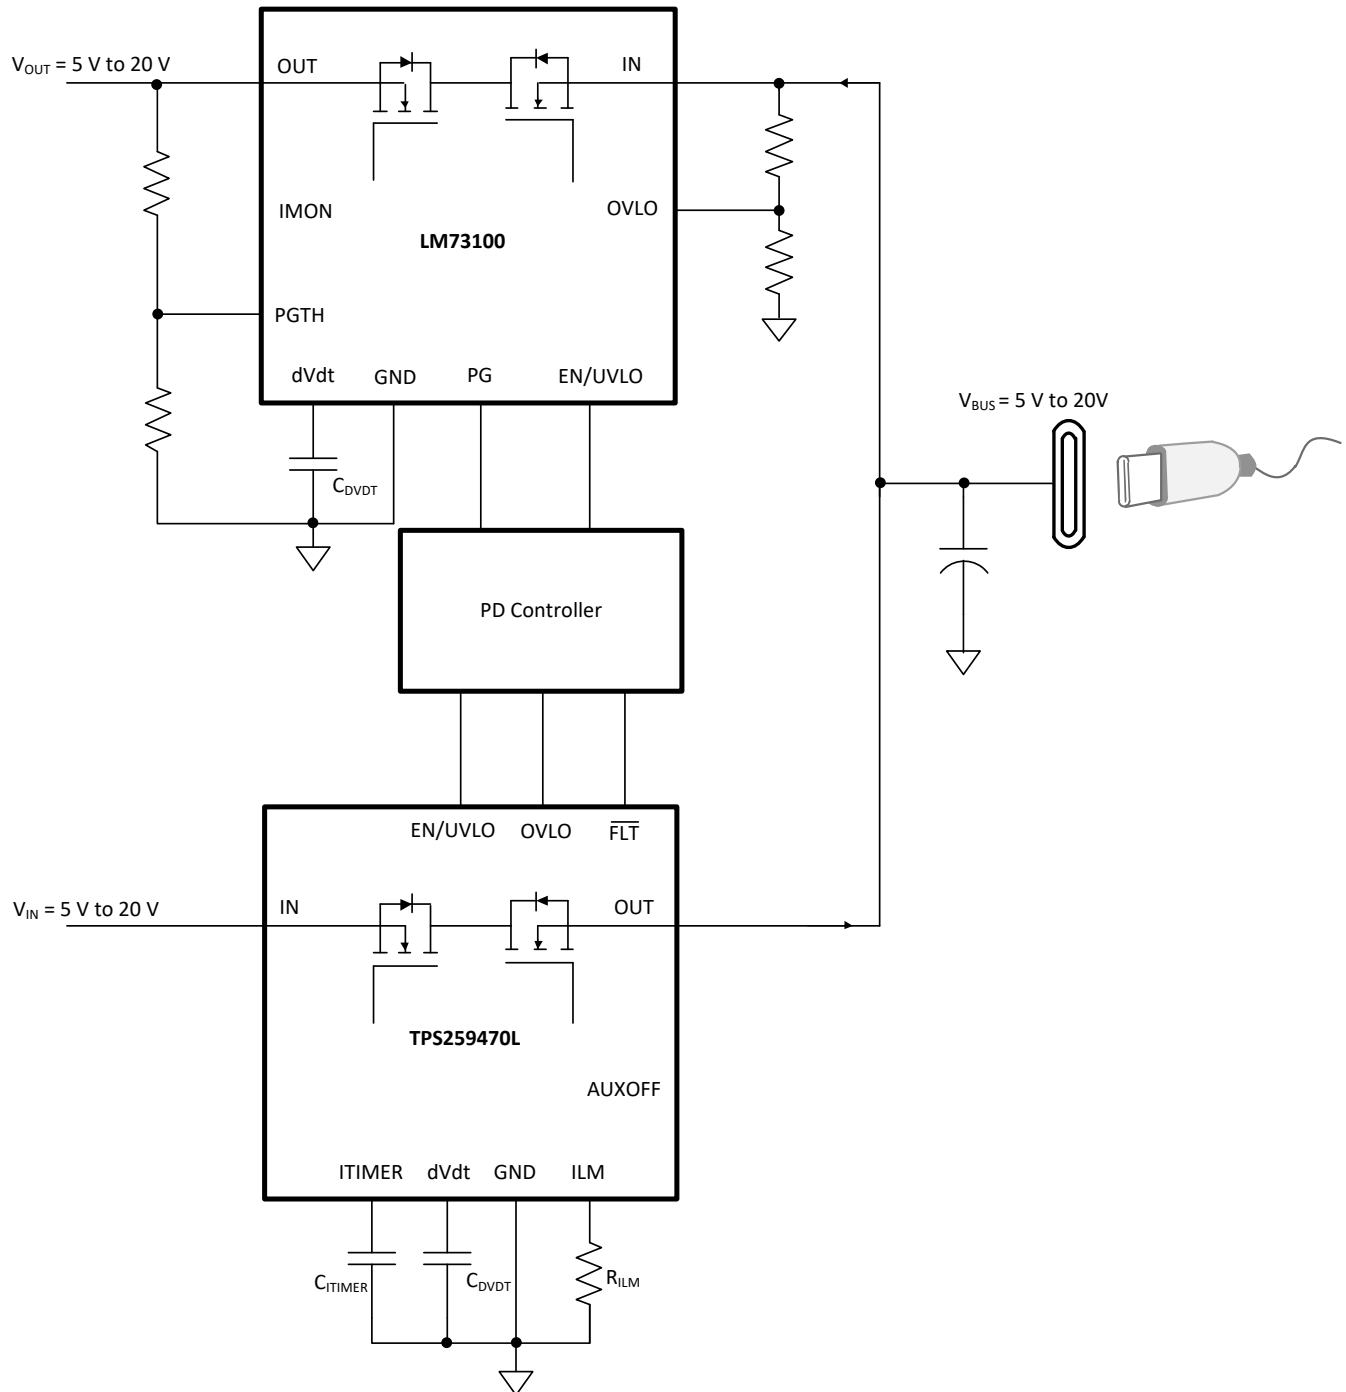 V_OUT = 5 V to 20 V
OUT
IN
IMON
OVLO
LM73100
PGTH
dVdt
GND
PG
EN/UVLO
C_DVDT
V_BUS = 5 V to 20V
PD Controller
EN/UVLO
OVLO
FLT
V_IN = 5 V to 20 V
IN
OUT
TPS259470L
AUXOFF
ITIMER
dVdt
GND
ILM
C_ITIMER
C_DVDT
R_ILM